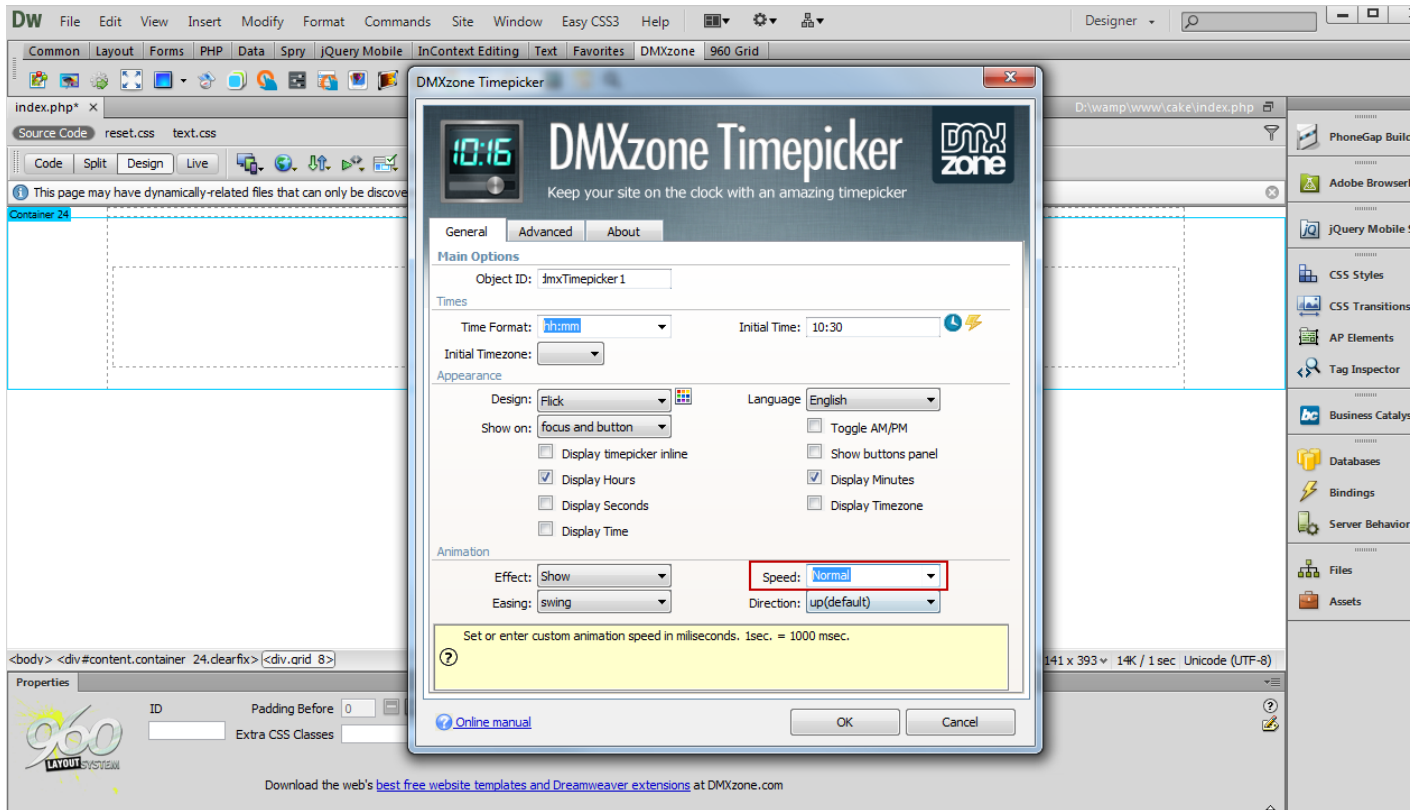 DW File Edit View Insert Modify Format Commands Site Window Easy CSS3 Help Designer
Common Layout Forms PHP Data Spry jQuery Mobile InContext Editing Text Favorites DMXzone 960 Grid
index.php* D:\wamp\www\cake\index.php
Source Code reset.css text.css
Code Split Design Live
This page may have dynamically-related files that can only be discove
Container 24
DMXzone Timepicker
10:16
DMXzone Timepicker
DMX
zone
Keep your site on the clock with an amazing timepicker
General Advanced About
Main Options
Object ID: dmxTimepicker1
Times
Time Format: hh:mm Initial Time: 10:30
Initial Timezone:
Appearance
Design: Flick Language English
Show on: focus and button Toggle AM/PM
Display timepicker inline Show buttons panel
Display Hours Display Minutes
Display Seconds Display Timezone
Display Time
Animation
Effect: Show Speed: Normal
Easing: swing Direction: up(default)
Set or enter custom animation speed in miliseconds. 1sec. = 1000 msec.
Online manual OK Cancel
PhoneGap Build
Adobe Browserl
jQ jQuery Mobile S
CSS Styles
CSS Transitions
AP Elements
Tag Inspector
bc Business Catalys
Databases
Bindings
Server Behavior
Files
Assets
<body> <div#content.container_24.clearfix> <div.grid_8> 141 x 393 14K / 1 sec Unicode (UTF-8)
Properties
ID Padding Before 0
Extra CSS Classes
960
LAYOUT SYSTEM
Download the web's best free website templates and Dreamweaver extensions at DMXzone.com